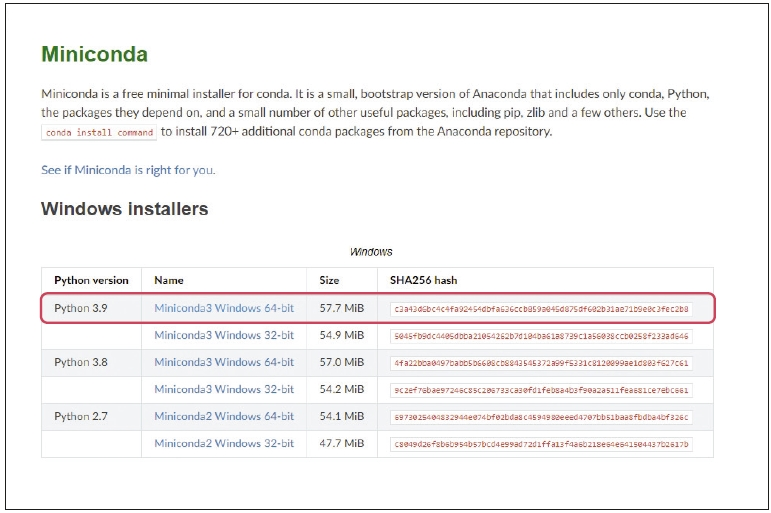 Miniconda
Miniconda is a free minimal installer for conda. It is a small, bootstrap version of Anaconda that includes only conda, Python,
the packages they depend on, and a small number of other useful packages, including pip, zlib and a few others. Use the
conda install command to install 720+ additional conda packages from the Anaconda repository.
See if Miniconda is right for you.
Windows installers
Windows
Python version Name Size SHA256 hash
Python 3.9 Miniconda3 Windows 64-bit 57.7 MiB
Miniconda3 Windows 32-bit 54.9 MiB
Python 3.8 Miniconda3 Windows 64-bit 57.0 MiB
Miniconda3 Windows 32-bit 54.2 MiB
Python 2.7 Miniconda2 Windows 64-bit 54.1 MiB
Miniconda2 Windows 32-bit 47.7 MiB